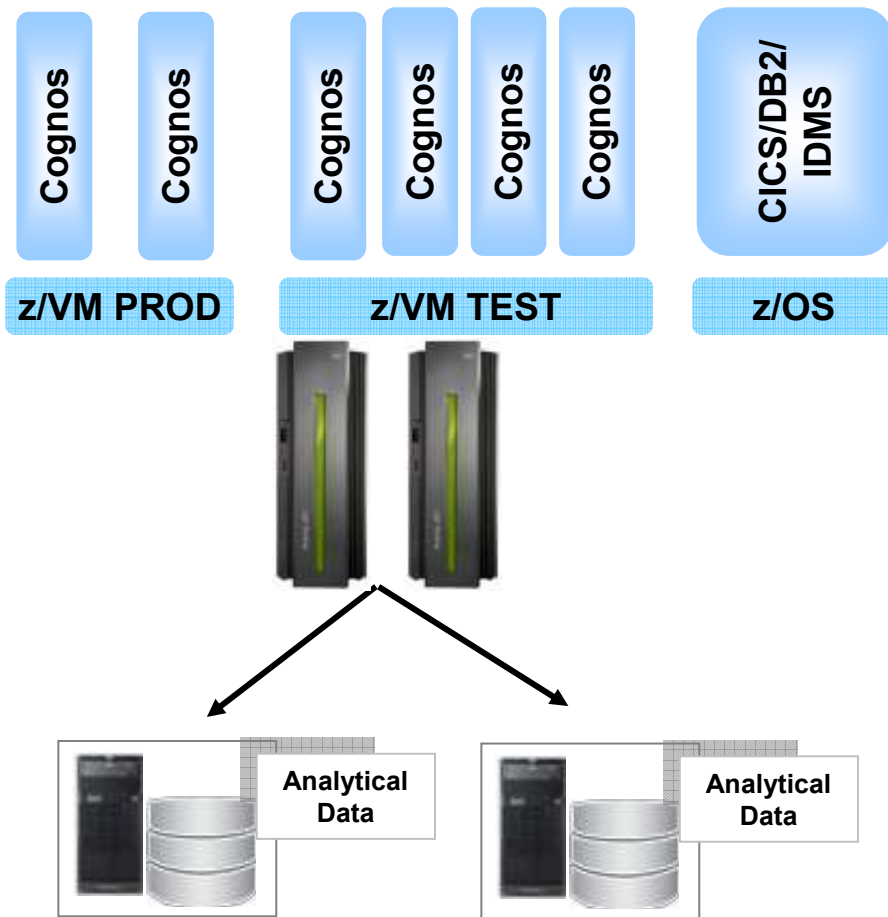 Cognos
Cognos
Cognos
Cognos
Cognos
Cognos
CICS/DB2/
IDMS
z/VM PROD
z/VM TEST
z/OS
Analytical
Data
Analytical
Data